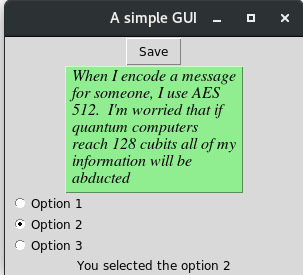 A simple GUI
Save
When I encode a message
for someone, I use AES
512.  I'm worried that if
quantum computers
reach 128 cubits all of my
information will be
abducted
Option 1
Option 2
Option 3
You selected the option 2